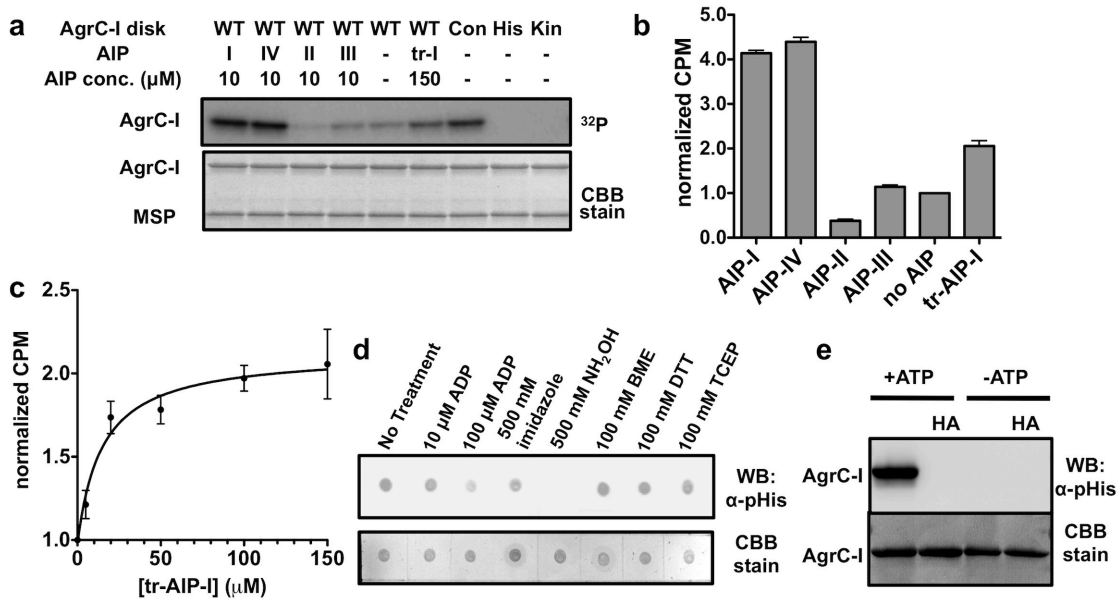 a
AgrC-I disk WT WT WT WT WT WT Con His Kin
AIP I IV II III - tr-I - - -
AIP conc. (μM) 10 10 10 10 - 150 - - -
AgrC-I
32P
AgrC-I
MSP
CBB
stain
b
normalized CPM
5.0
4.0
3.0
2.0
1.0
0.0
AIP-I
AIP-IV
AIP-II
AIP-III
no AIP
tr-AIP-I
c
normalized CPM
2.5
2.0
1.5
1.0
0 50 100 150
[tr-AIP-I] (μM)
d
No Treatment
10 μM ADP
100 μM ADP
500 mM
imidazole
500 mM NH2OH
100 mM BME
100 mM DTT
100 mM TCEP
WB:
α-pHis
CBB
stain
e
+ATP -ATP
HA HA
AgrC-I
WB:
α-pHis
AgrC-I
CBB
stain